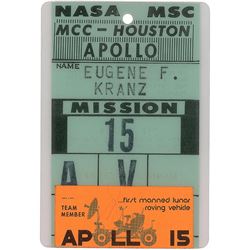 NASA MSC
MCC - HOUSTON
APOLLO
NAME EUGENE F.
KRANZ
MISSION
15
A V
...first manned lunar
roving vehicle
TEAM
MEMBER
APOLLO 15